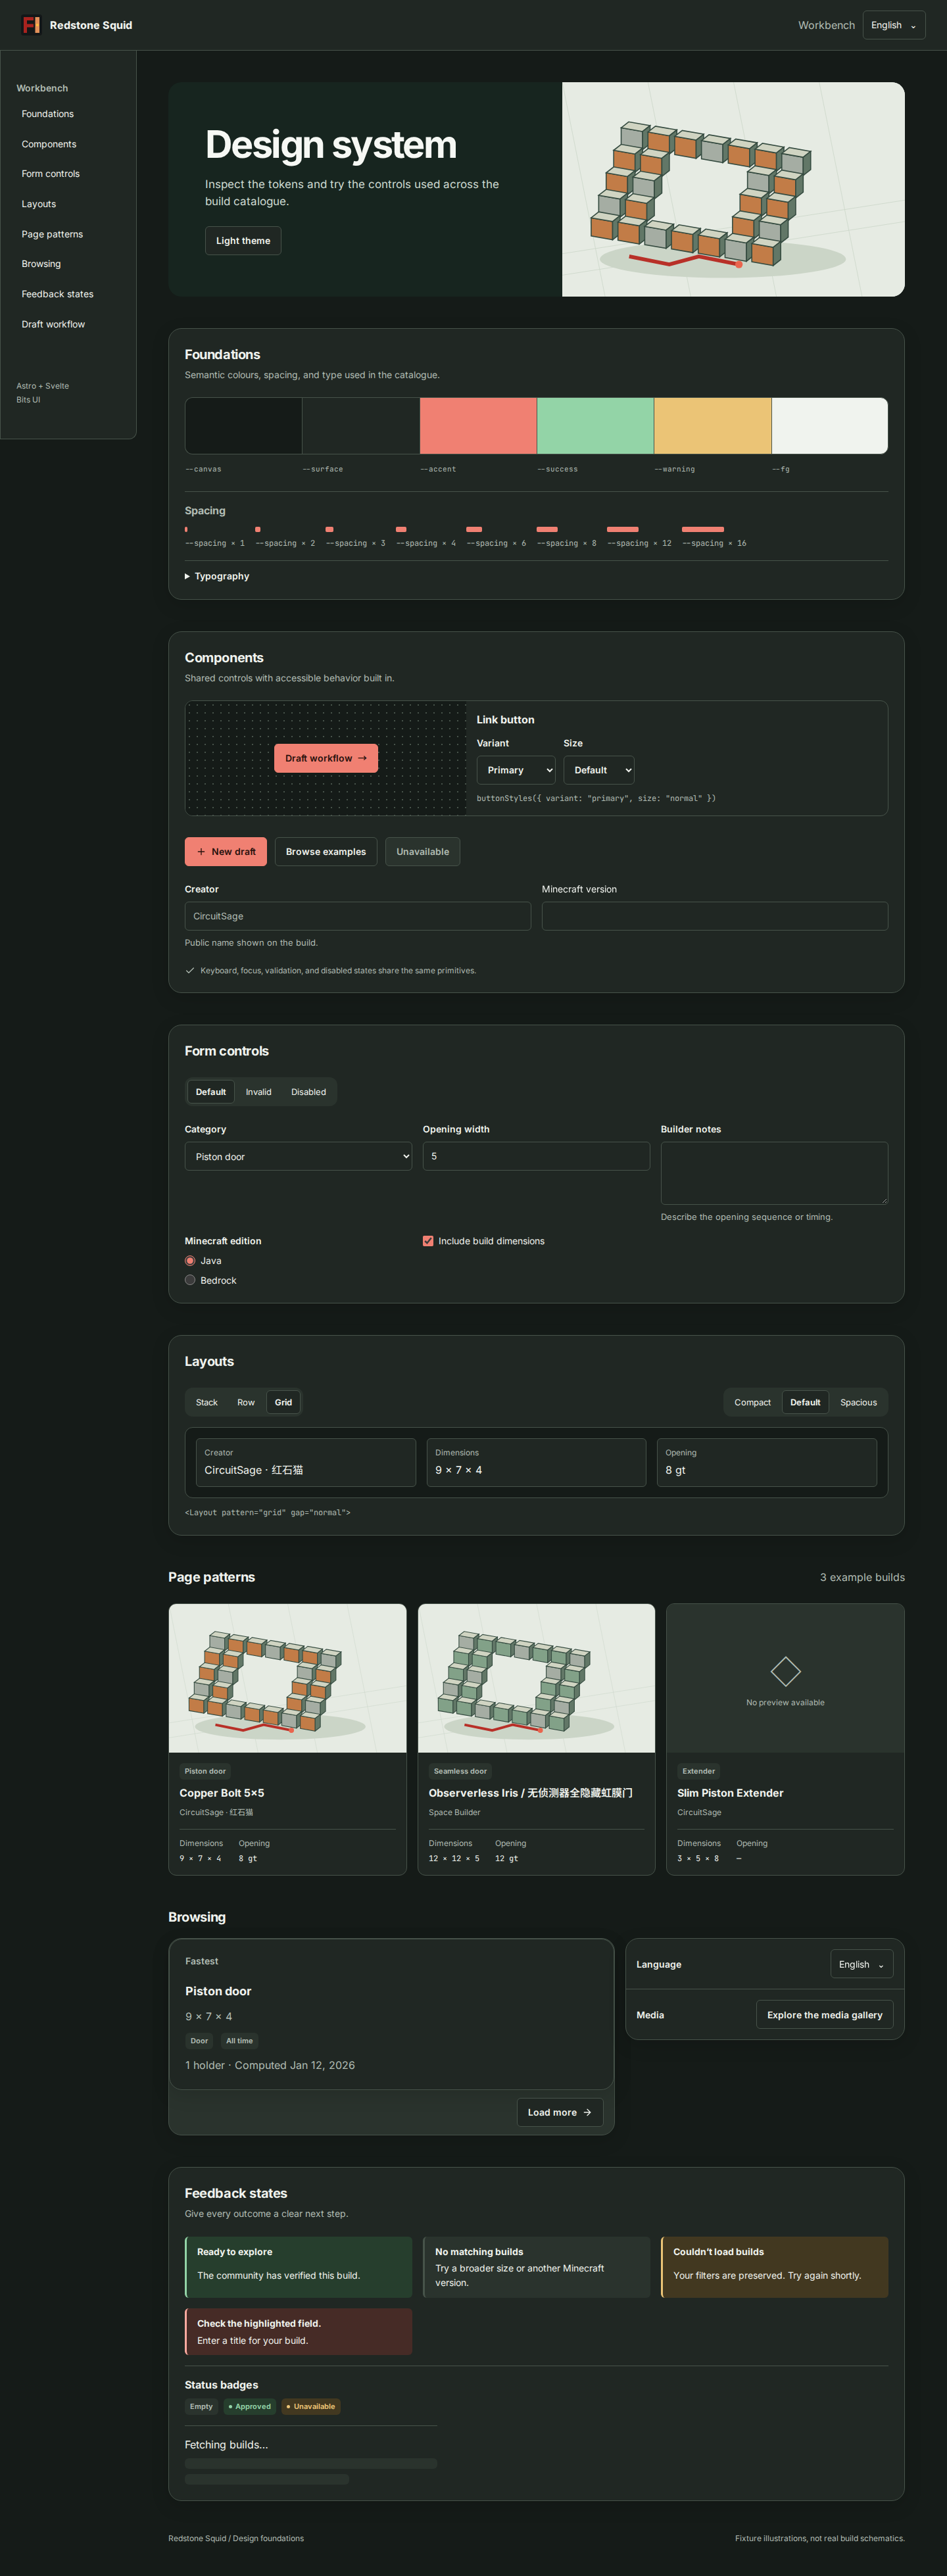 Redstone Squid
Workbench
English
Workbench
Foundations
Components
Form controls
Layouts
Page patterns
Browsing
Feedback states
Draft workflow
Astro + Svelte
Bits UI
Design system
Inspect the tokens and try the controls used across the
build catalogue.
Light theme
Foundations
Semantic colours, spacing, and type used in the catalogue.
--canvas --surface --accent --success --warning --fg
Spacing
--spacing × 1 --spacing × 2 --spacing × 3 --spacing × 4 --spacing × 6 --spacing × 8 --spacing × 12 --spacing × 16
Typography
Components
Shared controls with accessible behavior built in.
Draft workflow →
Link button
Variant Size
Primary Default
buttonStyles({ variant: "primary", size: "normal" })
+ New draft Browse examples Unavailable
Creator Minecraft version
CircuitSage
Public name shown on the build.
Keyboard, focus, validation, and disabled states share the same primitives.
Form controls
Default Invalid Disabled
Category Opening width Builder notes
Piston door 5
Describe the opening sequence or timing.
Minecraft edition Include build dimensions
Java
Bedrock
Layouts
Stack Row Grid Compact Default Spacious
Creator Dimensions Opening
CircuitSage · 红石猫 9 × 7 × 4 8 gt
<Layout pattern="grid" gap="normal">
Page patterns 3 example builds
No preview available
Piston door Seamless door Extender
Copper Bolt 5×5 Observerless Iris / 无侦测器全隐藏虹膜门 Slim Piston Extender
CircuitSage · 红石猫 Space Builder CircuitSage
Dimensions Opening Dimensions Opening Dimensions Opening
9 × 7 × 4 8 gt 12 × 12 × 5 12 gt 3 × 5 × 8 —
Browsing
Fastest
Piston door
9 × 7 × 4
Door All time
1 holder · Computed Jan 12, 2026
Load more →
Language English
Media Explore the media gallery
Feedback states
Give every outcome a clear next step.
Ready to explore No matching builds Couldn’t load builds
The community has verified this build. Try a broader size or another Minecraft Your filters are preserved. Try again shortly.
version.
Check the highlighted field.
Enter a title for your build.
Status badges
Empty Approved Unavailable
Fetching builds…
Redstone Squid / Design foundations Fixture illustrations, not real build schematics.